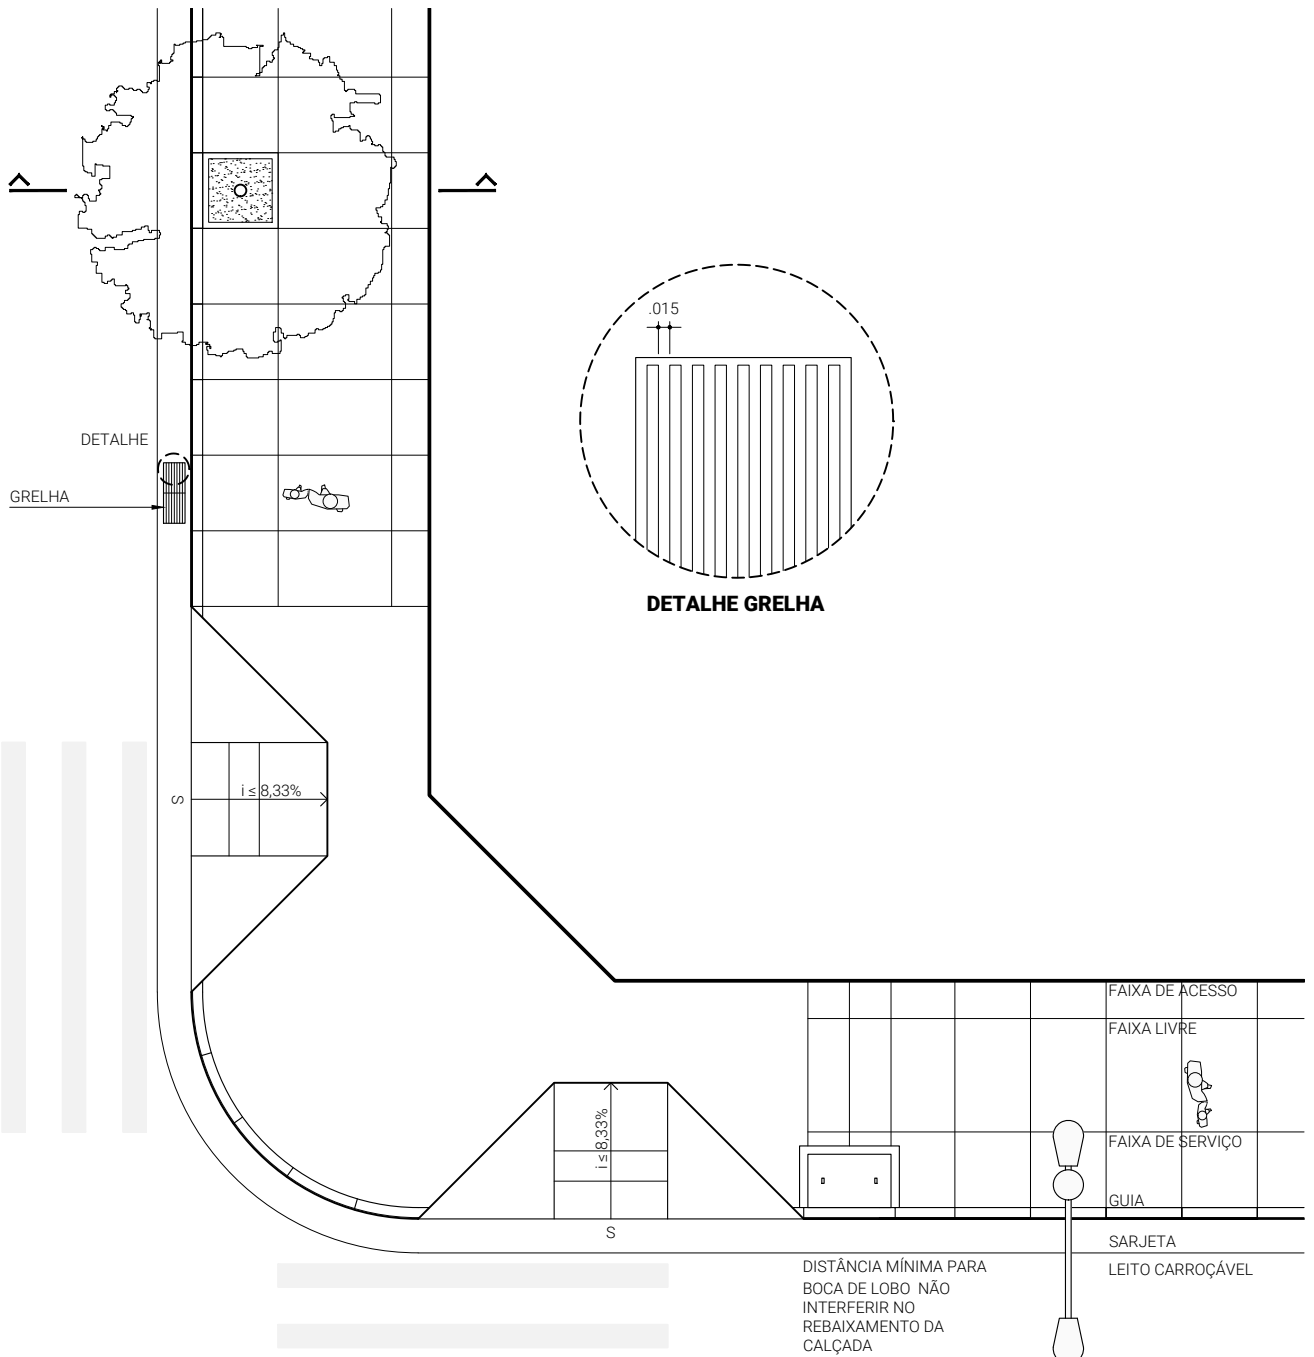 .015
DETALHE
GRELHA
DETALHE GRELHA
i ≤ 8,33%
S
FAIXA DE ACESSO
FAIXA LIVRE
i ≤ 8,33%
FAIXA DE SERVIÇO
GUIA
S
SARJETA
LEITO CARROÇÁVEL
DISTÂNCIA MÍNIMA PARA
BOCA DE LOBO NÃO
INTERFERIR NO
REBAIXAMENTO DA
CALÇADA